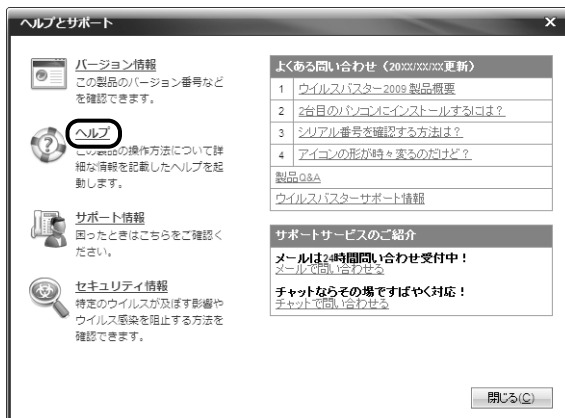 ヘルプとサポート
バージョン情報
この製品のバージョン番号など
を確認できます。
ヘルプ
この製品の操作方法について詳
細な情報を記載したヘルプを起
動します。
サポート情報
困ったときはこちらをご確認く
ださい。
セキュリティ情報
特定のウイルスが及ぼす影響や
ウイルス感染を阻止する方法を
確認できます。
よくある問い合わせ（20XX/XX/XX更新）
1 ウイルスバスター2009 製品概要
2 2台目のパソコンにインストールするには？
3 シリアル番号を確認する方法は？
4 アイコンの形が時々変るのだけど？
製品Q&A
ウイルスバスターサポート情報
サポートサービスのご紹介
メールは24時間問い合わせ受付中！
メールで問い合わせる
チャットならその場ですばやく対応！
チャットで問い合わせる
閉じる(C)